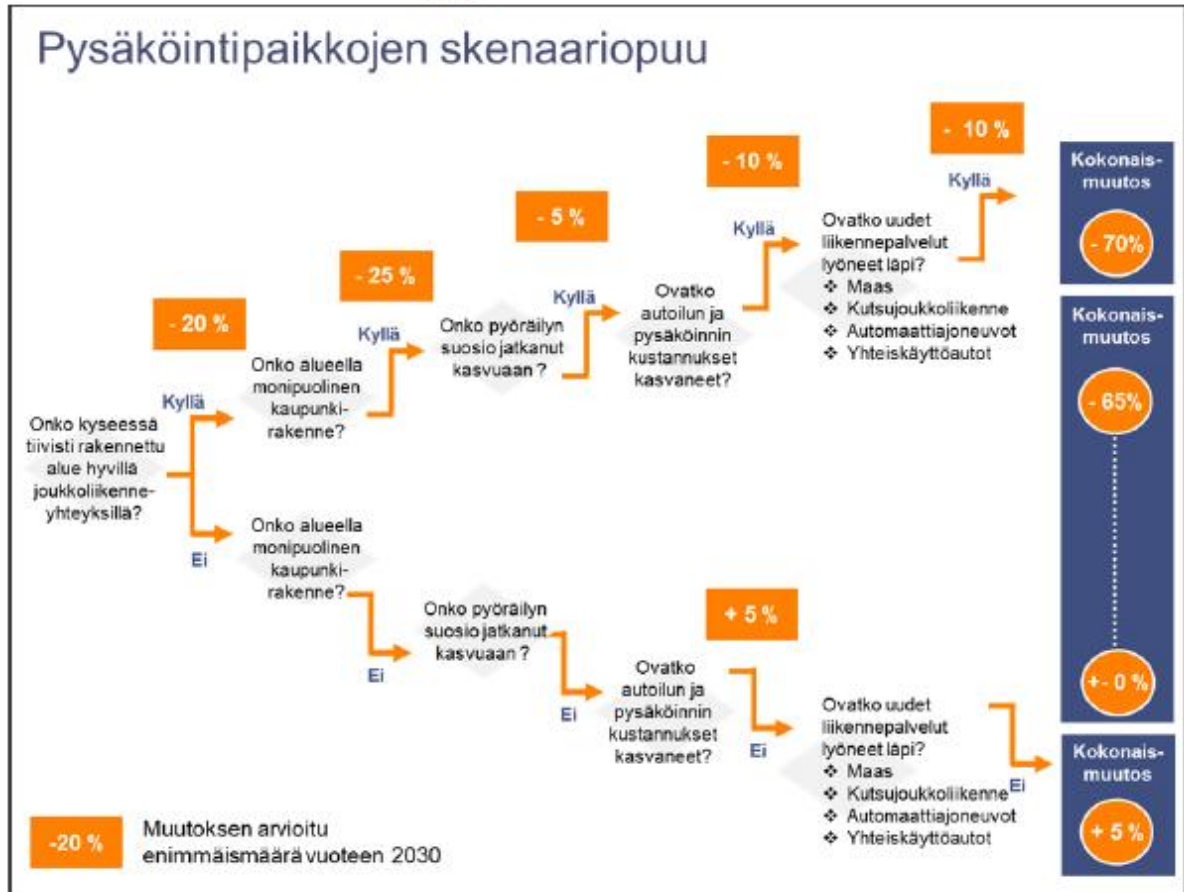 Pysäköintipaikkojen skenaariopuu
- 20 %
- 25 %
- 5 %
- 10 %
- 10 %
Onko kyseessä
tiivisti rakennettu
alue hyvillä
joukkoliikenne-
yhteyksillä?
Kyllä
Onko alueella
monipuolinen
kaupunki-
rakenne?
Kyllä
Onko pyöräilyn
suosio jatkanut
kasvuaan ?
Kyllä
Ovatko
autoilun ja
pysäköinnin
kustannukset
kasvaneet?
Kyllä
Ovatko uudet
liikennepalvelut
lyöneet läpi?
❖ Maas
❖ Kutsujoukkoliikenne
❖ Automaattiajoneuvot
❖ Yhteiskäyttöautot
Kyllä
Kokonais-
muutos
- 70%
Ei
Onko alueella
monipuolinen
kaupunki-
rakenne?
Ei
Onko pyöräilyn
suosio jatkanut
kasvuaan ?
Ei
Ovatko
autoilun ja
pysäköinnin
kustannukset
kasvaneet?
+ 5 %
Ei
Ovatko uudet
liikennepalvelut
lyöneet läpi?
❖ Maas
❖ Kutsujoukkoliikenne
❖ Automaattiajoneuvot
❖ Yhteiskäyttöautot
Ei
Kokonais-
muutos
- 65%
+- 0 %
Kokonais-
muutos
+ 5 %
-20 %
Muutoksen arvioitu
enimmäismäärä vuoteen 2030